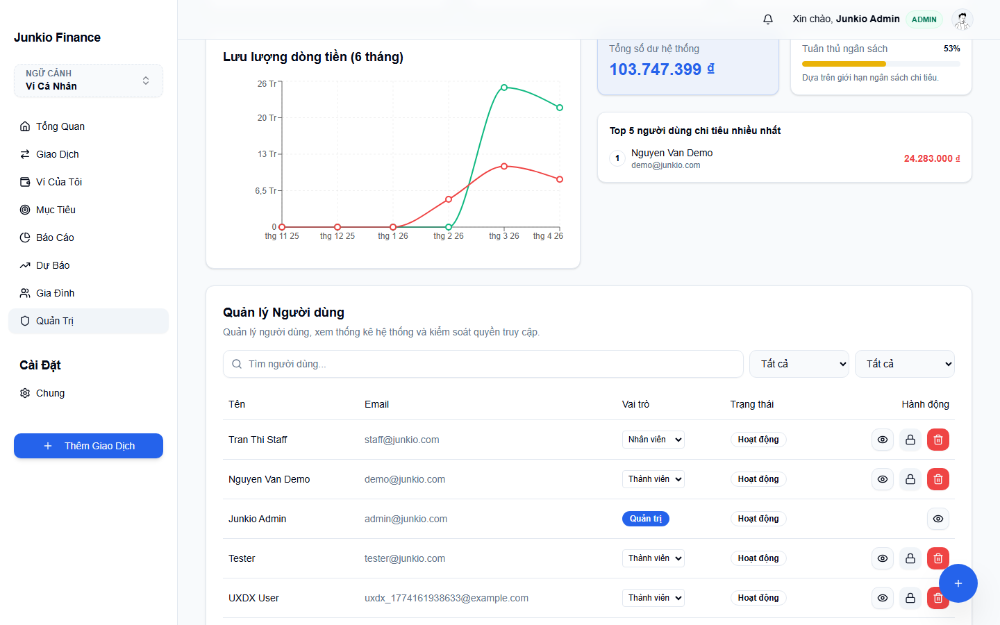 Junkio Finance
NGỮ CẢNH
Ví Cá Nhân
Tổng Quan
Giao Dịch
Ví Của Tôi
Mục Tiêu
Báo Cáo
Dự Báo
Gia Đình
Quản Trị
Cài Đặt
Chung
Thêm Giao Dịch
Xin chào, Junkio Admin
ADMIN
Lưu lượng dòng tiền (6 tháng)
26 Tr
20 Tr
13 Tr
6,5 Tr
0
thg 11 25
thg 12 25
thg 1 26
thg 2 26
thg 3 26
thg 4 26
Tổng số dư hệ thống
103.747.399 ₫
Tuân thủ ngân sách
53%
Dựa trên giới hạn ngân sách chi tiêu.
Top 5 người dùng chi tiêu nhiều nhất
1
Nguyen Van Demo
demo@junkio.com
24.283.000 ₫
Quản lý Người dùng
Quản lý người dùng, xem thống kê hệ thống và kiểm soát quyền truy cập.
Tìm người dùng...
Tất cả
Tất cả
Tên Email Vai trò Trạng thái Hành động
Tran Thi Staff staff@junkio.com Nhân viên Hoạt động
Nguyen Van Demo demo@junkio.com Thành viên Hoạt động
Junkio Admin admin@junkio.com Quản trị Hoạt động
Tester tester@junkio.com Thành viên Hoạt động
UXDX User uxdx_1774161938633@example.com Thành viên Hoạt động